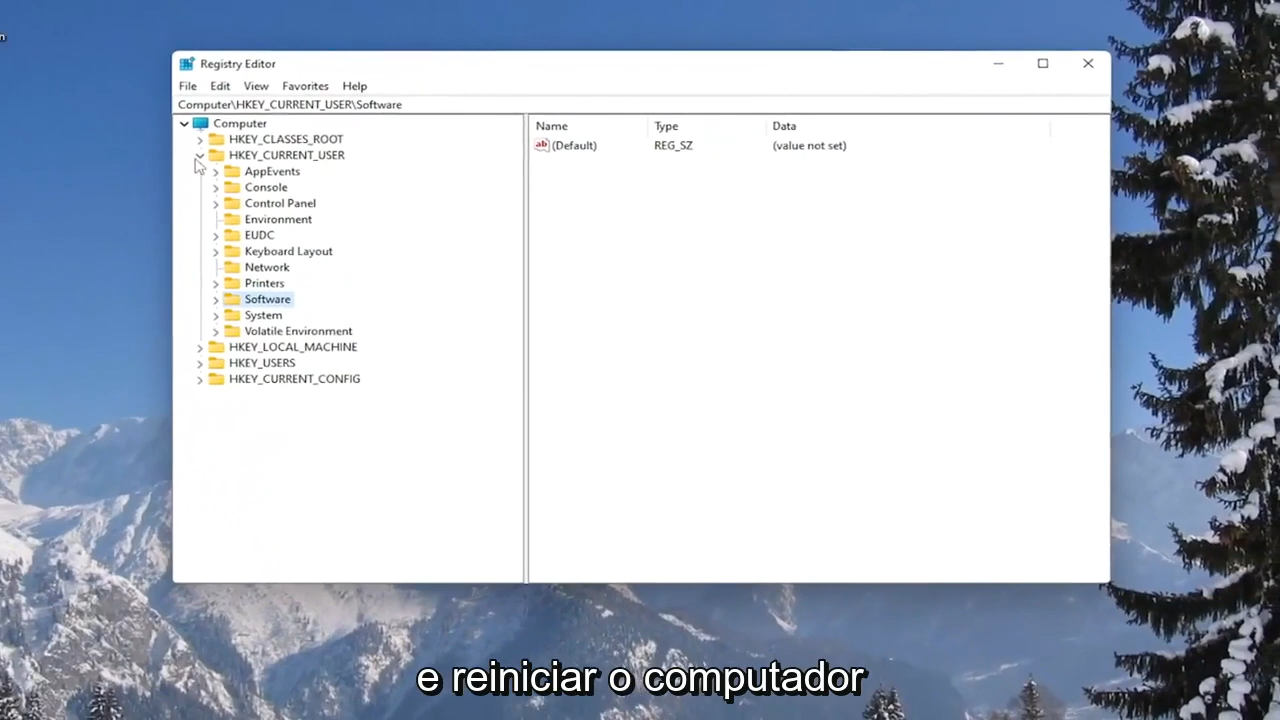 n
Registry Editor
File Edit View Favorites Help
Computer\HKEY_CURRENT_USER\Software
Computer
HKEY_CLASSES_ROOT
HKEY_CURRENT_USER
AppEvents
Console
Control Panel
Environment
EUDC
Keyboard Layout
Network
Printers
Software
System
Volatile Environment
HKEY_LOCAL_MACHINE
HKEY_USERS
HKEY_CURRENT_CONFIG
Name Type Data
ab (Default) REG_SZ (value not set)
e reiniciar o computador